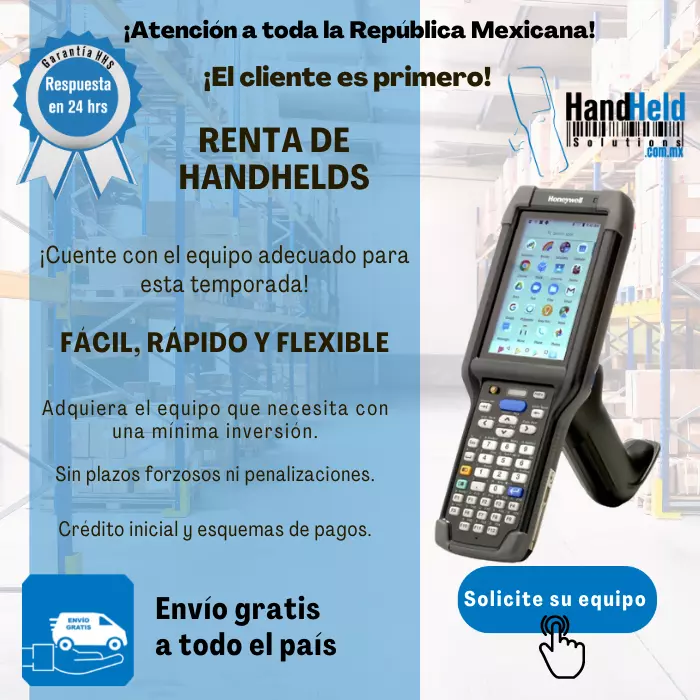 ¡Atención a toda la República Mexicana!
Garantía HHS
Respuesta
en 24 hrs
¡El cliente es primero!
HandHeld
Solutions
.com.mx
RENTA DE
HANDHELDS
Honeywell
¡Cuente con el equipo adecuado para
esta temporada!
FÁCIL, RÁPIDO Y FLEXIBLE
Adquiera el equipo que necesita con
una mínima inversión.
Sin plazos forzosos ni penalizaciones.
Crédito inicial y esquemas de pagos.
ENVÍO
GRATIS
Envío gratis
a todo el país
Solicite su equipo